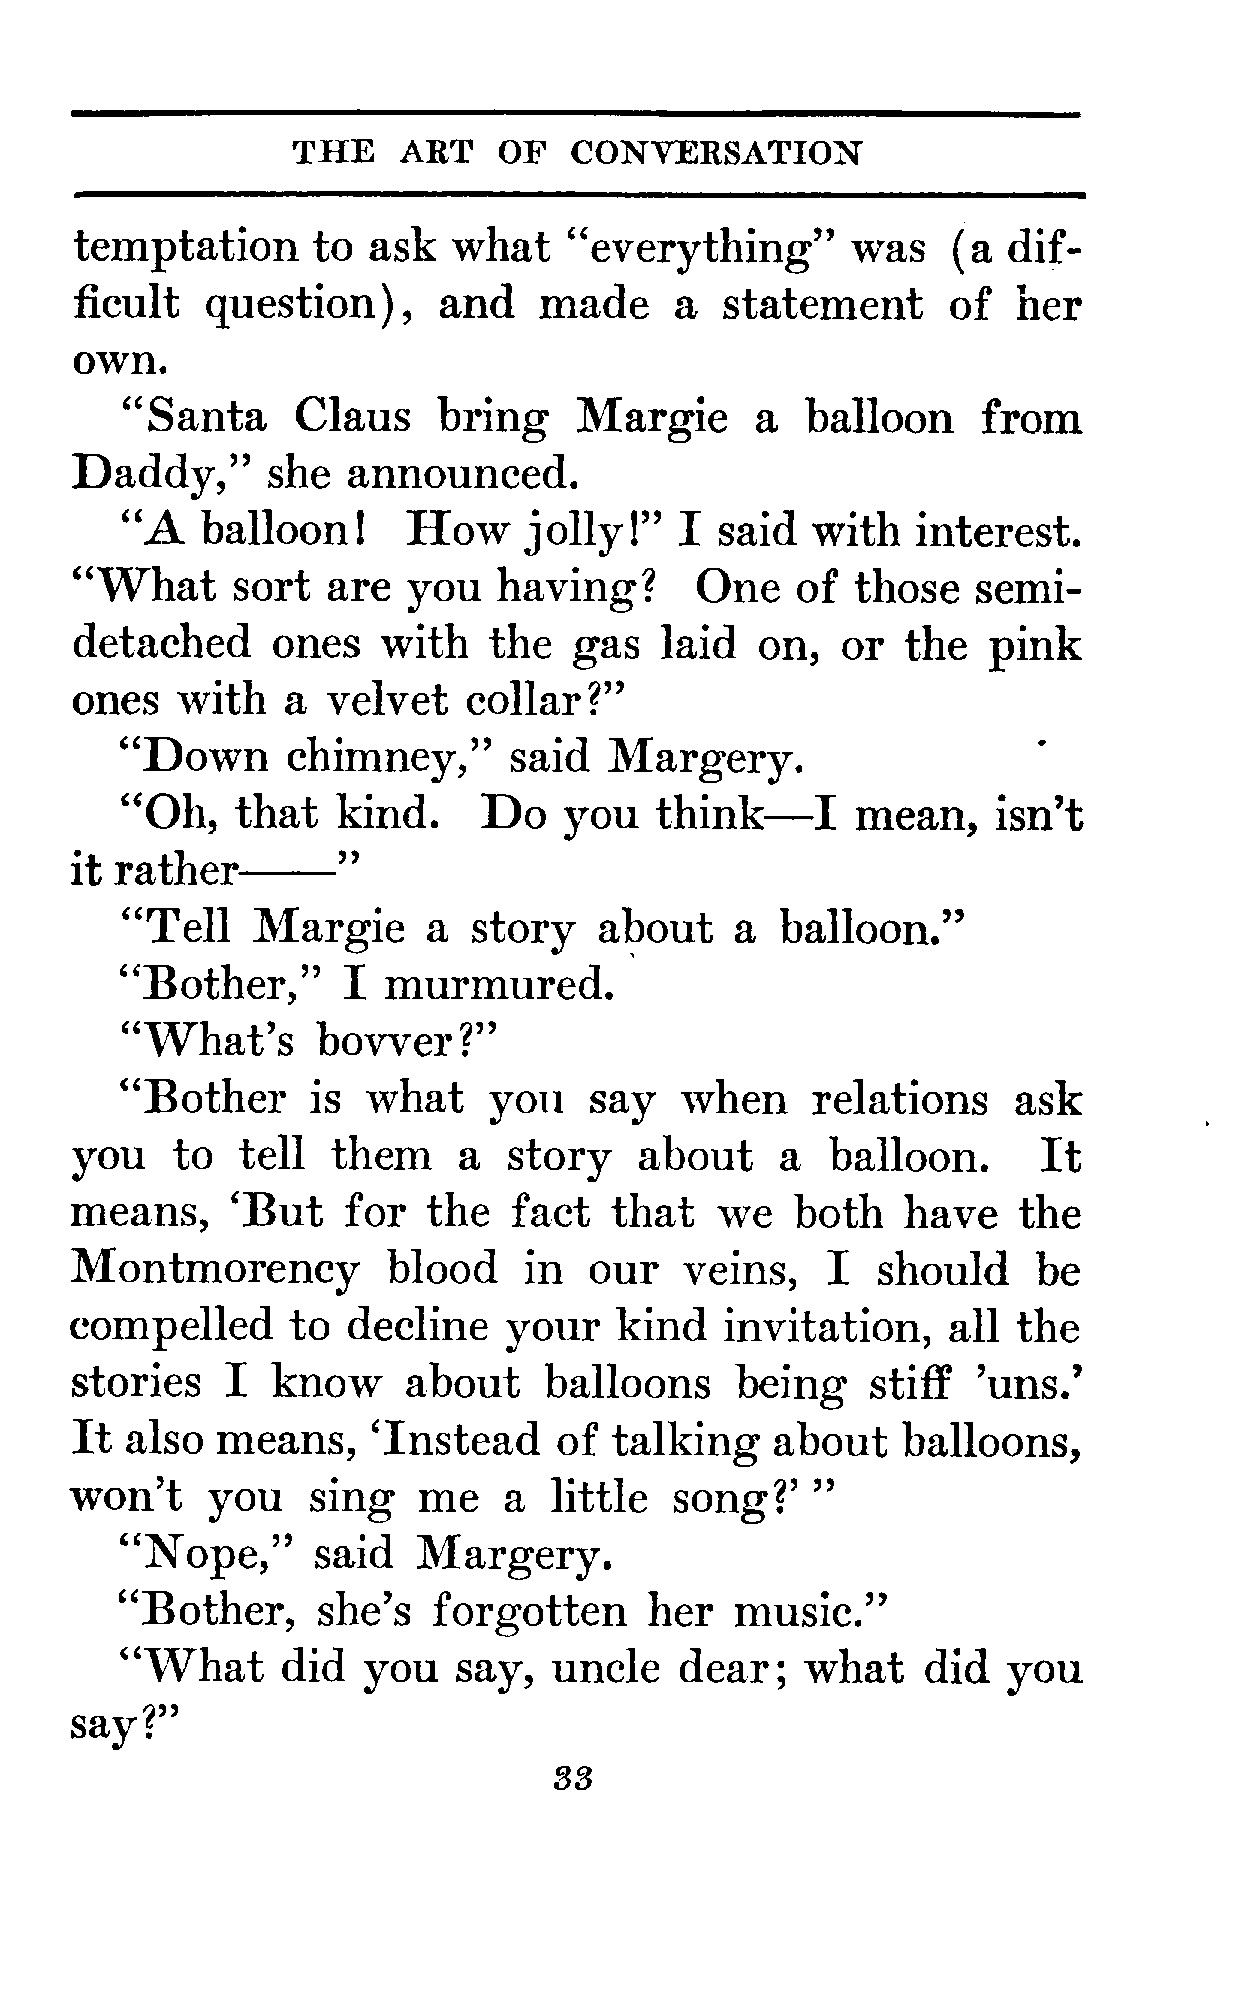 THE ART OF CONVERSATION
temptation to ask what “everything” was (a dif-
ficult question), and made a statement of her
own.
“Santa Claus bring Margie a balloon from
Daddy,” she announced.
“A balloon! How jolly!” I said with interest.
“What sort are you having? One of those semi-
detached ones with the gas laid on, or the pink
ones with a velvet collar?”
“Down chimney,” said Margery.
“Oh, that kind. Do you think—I mean, isn’t
it rather——”
“Tell Margie a story about a balloon.”
“Bother,” I murmured.
“What’s bovver?”
“Bother is what you say when relations ask
you to tell them a story about a balloon. It
means, ‘But for the fact that we both have the
Montmorency blood in our veins, I should be
compelled to decline your kind invitation, all the
stories I know about balloons being stiff ’uns.’
It also means, ‘Instead of talking about balloons,
won’t you sing me a little song?’ ”
“Nope,” said Margery.
“Bother, she’s forgotten her music.”
“What did you say, uncle dear; what did you
say?”
33